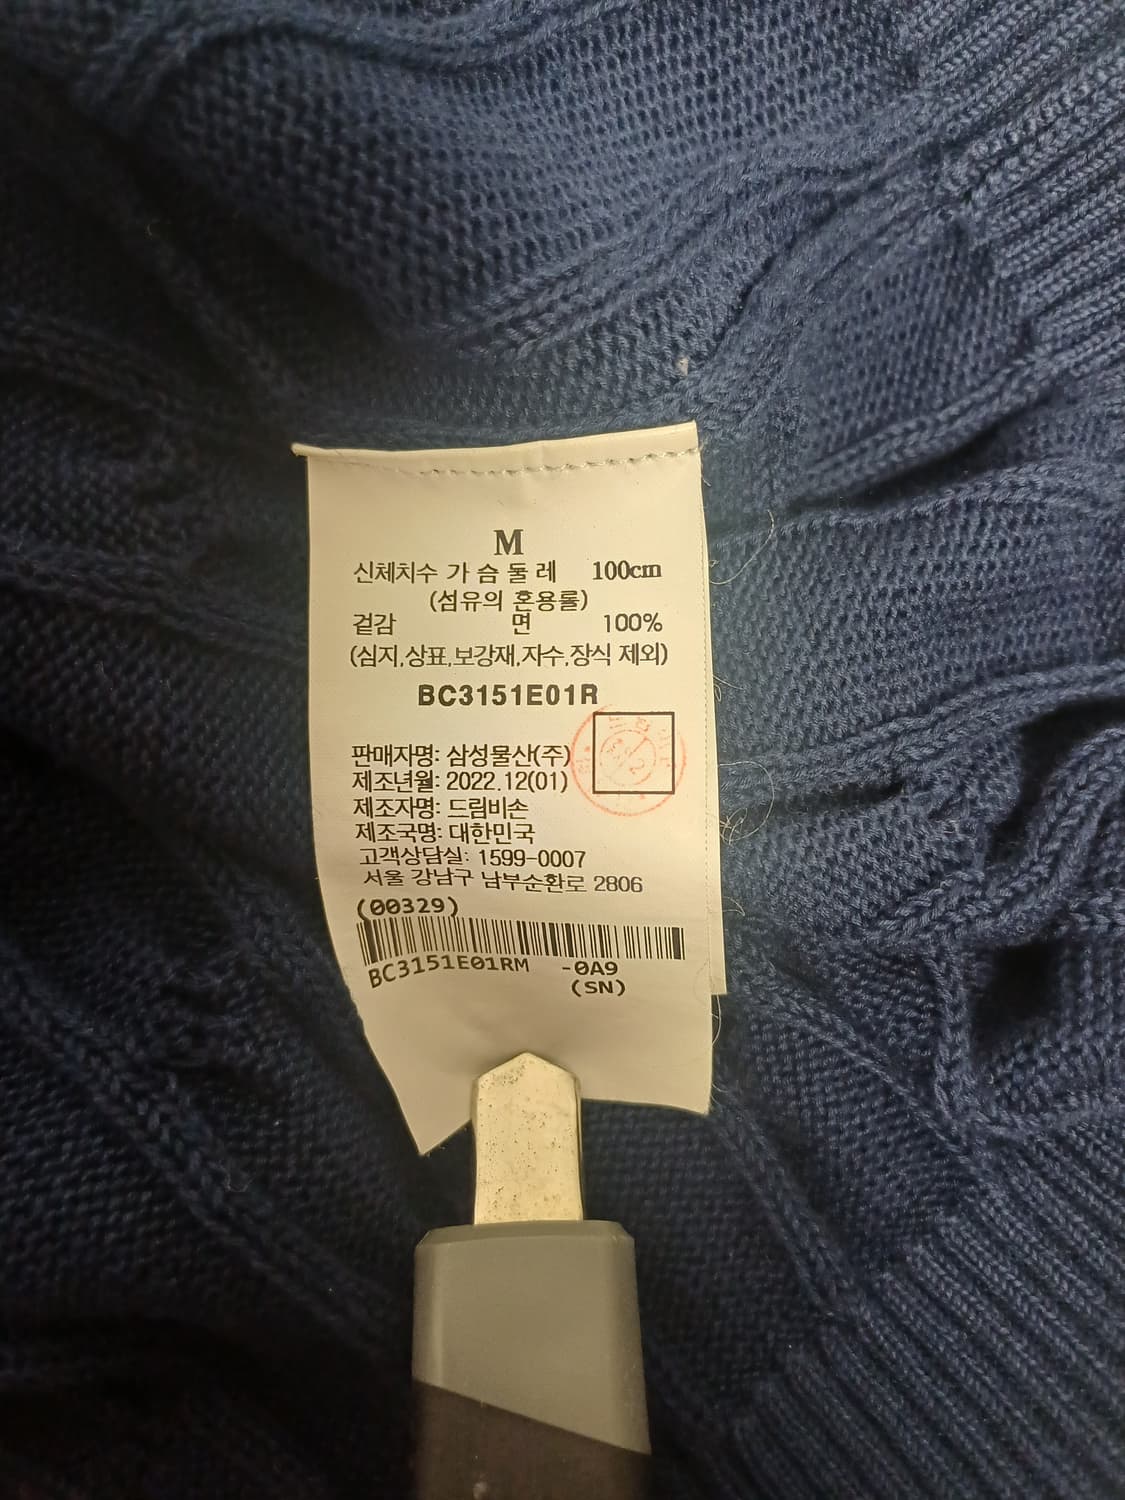 M
신체치수 가 슴 둘 레 100cm
(섬유의 혼용률)
겉감 면 100%
(심지,상표,보강재,자수,장식 제외)
BC3151E01R
판매자명: 삼성물산(주)
제조년월: 2022.12(01)
제조자명: 드림비손
제조국명: 대한민국
고객상담실: 1599-0007
서울 강남구 남부순환로 2806
(00329)
BC3151E01RM -0A9
(SN)